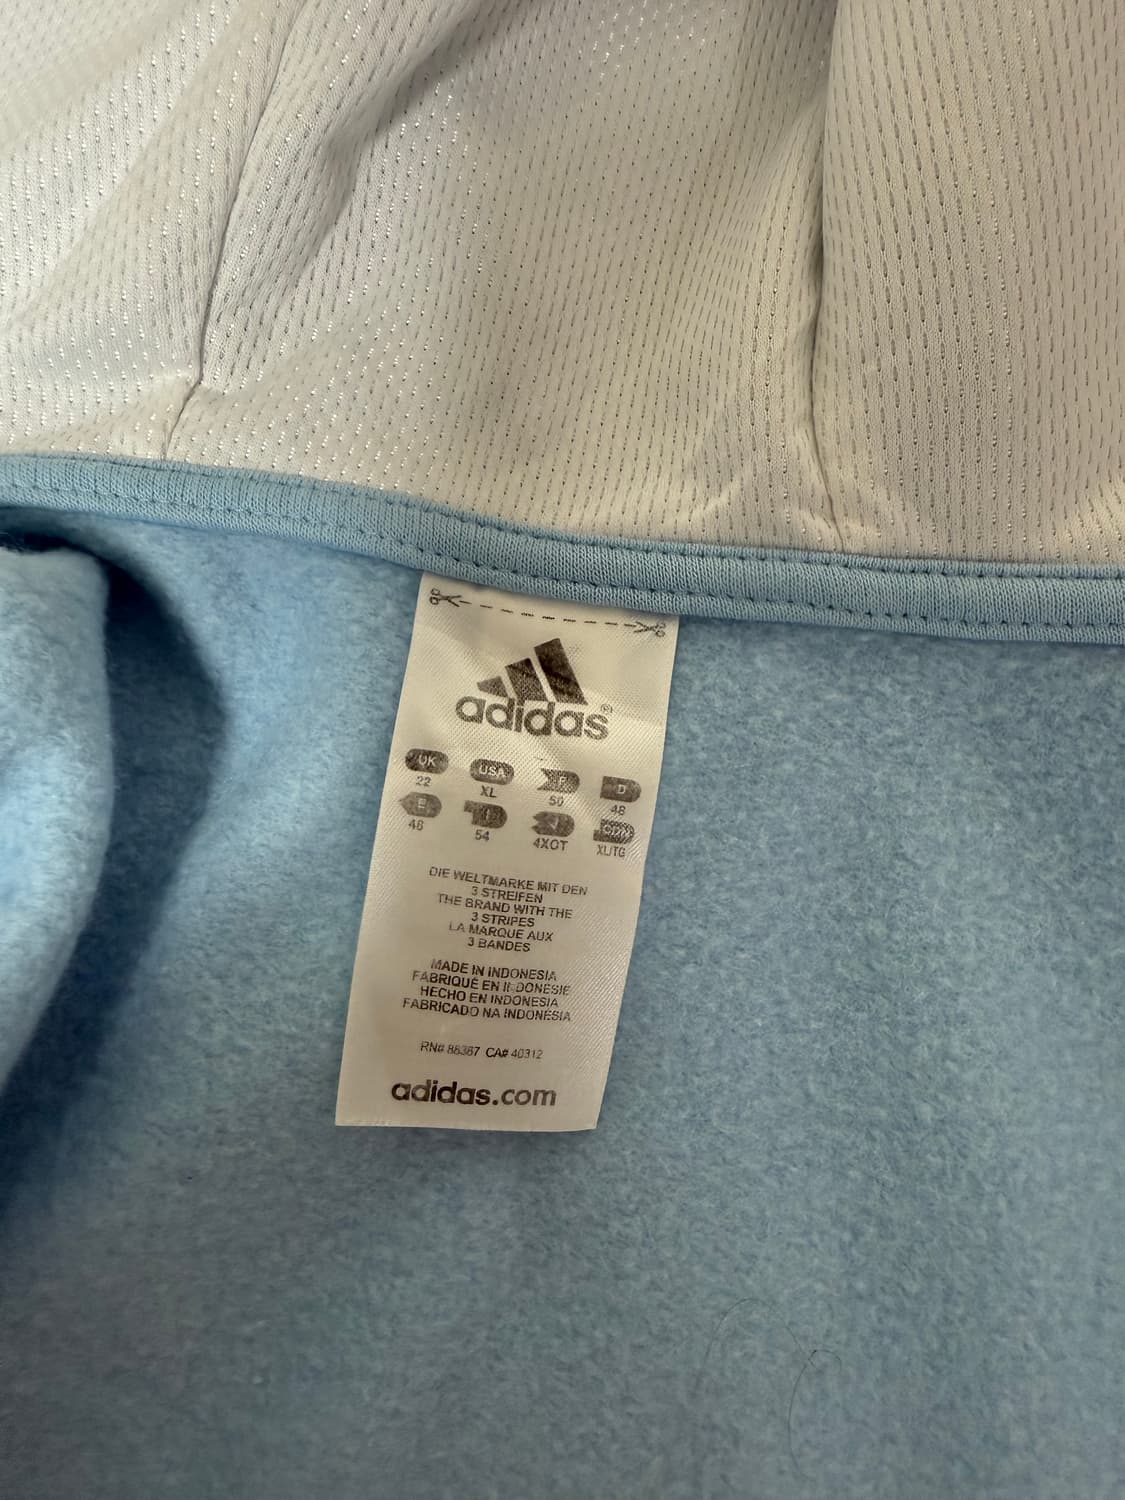 adidas®
UK USA F D
22 XL 50 48
E I J CDN
46 54 4XOT XL/TG
DIE WELTMARKE MIT DEN
3 STREIFEN
THE BRAND WITH THE
3 STRIPES
LA MARQUE AUX
3 BANDES
MADE IN INDONESIA
FABRIQUÉ EN INDONESIE
HECHO EN INDONESIA
FABRICADO NA INDONÉSIA
RN# 88387 CA# 40312
adidas.com